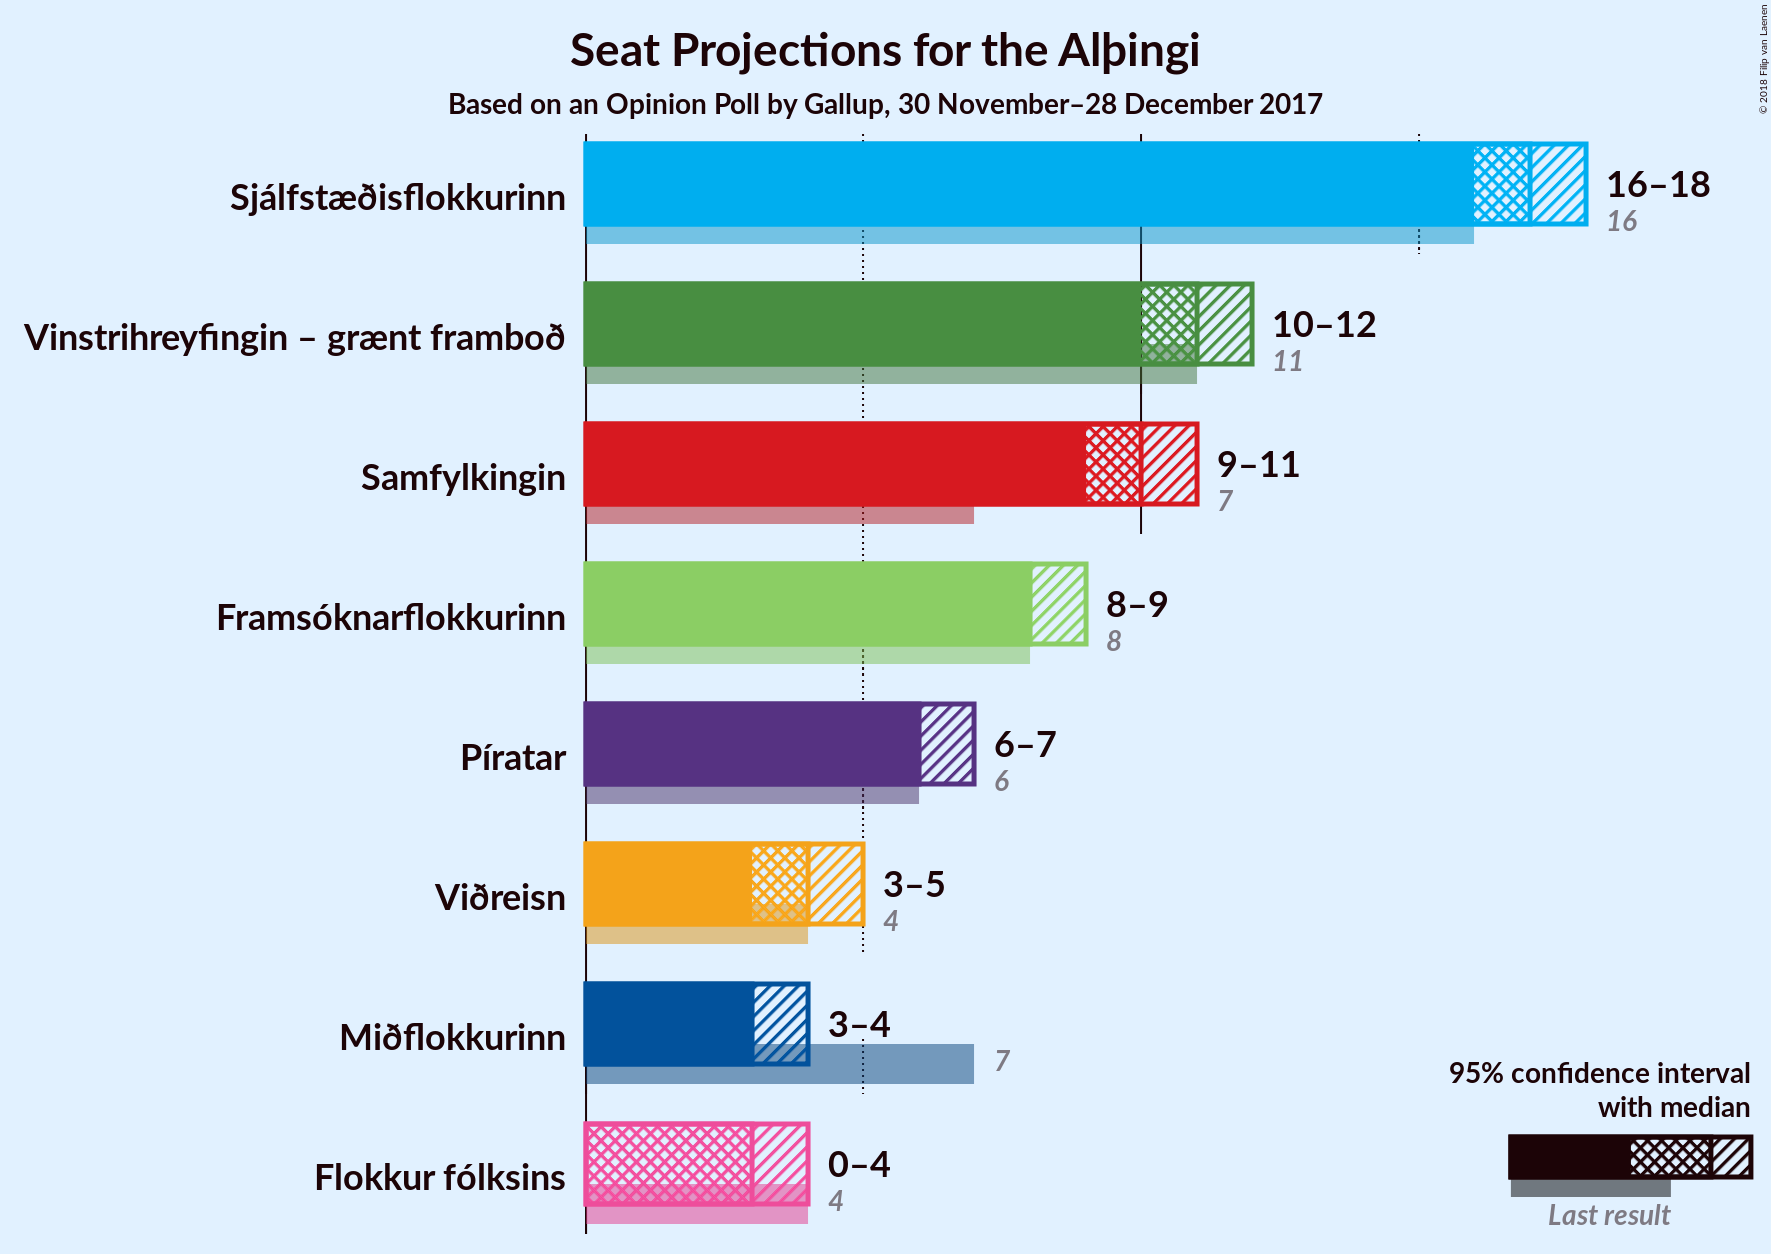 Seat Projections for the Alþingi
Based on an Opinion Poll by Gallup, 30 November–28 December 2017
© 2018 Filip van Laenen
Sjálfstæðisflokkurinn
16–18
16
Vinstrihreyfingin – grænt framboð
10–12
11
Samfylkingin
9–11
7
Framsóknarflokkurinn
8–9
8
Píratar
6–7
6
Viðreisn
3–5
4
Miðflokkurinn
3–4
7
Flokkur fólksins
0–4
4
95% confidence interval
with median
Last result